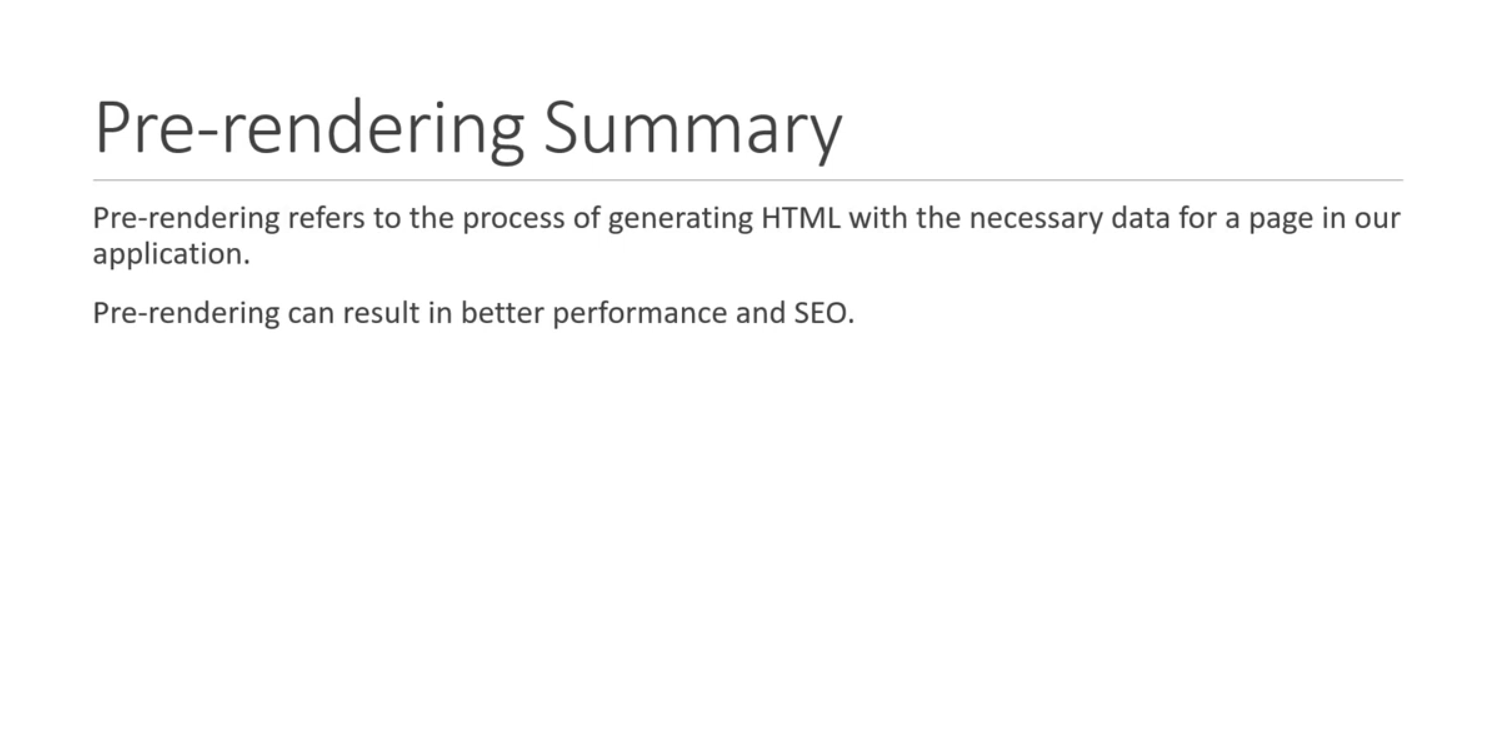 Pre-rendering Summary
Pre-rendering refers to the process of generating HTML with the necessary data for a page in our
application.
Pre-rendering can result in better performance and SEO.